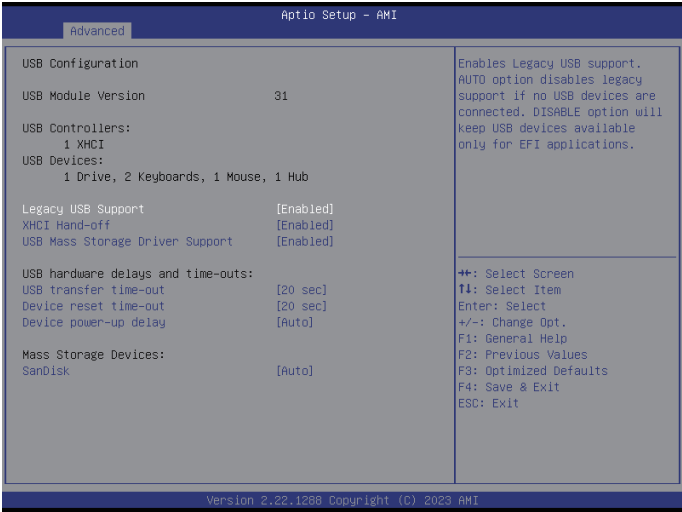 Aptio Setup – AMI
Advanced
USB Configuration
USB Module Version 31
USB Controllers:
1 XHCI
USB Devices:
1 Drive, 2 Keyboards, 1 Mouse, 1 Hub
Legacy USB Support [Enabled]
XHCI Hand-off [Enabled]
USB Mass Storage Driver Support [Enabled]
USB hardware delays and time-outs:
USB transfer time-out [20 sec]
Device reset time-out [20 sec]
Device power-up delay [Auto]
Mass Storage Devices:
SanDisk [Auto]
Enables Legacy USB support.
AUTO option disables legacy
support if no USB devices are
connected. DISABLE option will
keep USB devices available
only for EFI applications.
→←: Select Screen
↑↓: Select Item
Enter: Select
+/-: Change Opt.
F1: General Help
F2: Previous Values
F3: Optimized Defaults
F4: Save & Exit
ESC: Exit
Version 2.22.1288 Copyright (C) 2023 AMI